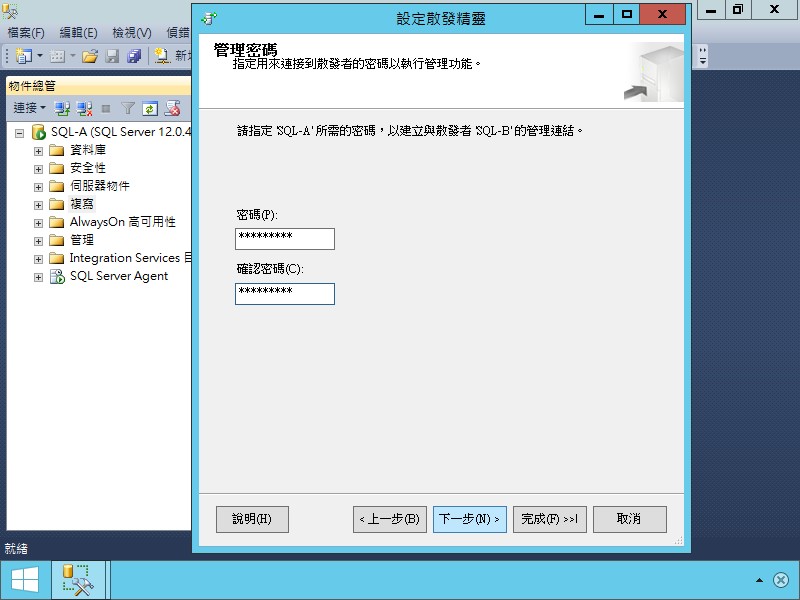 設定散發精靈
檔案(F) 編輯(E) 檢視(V) 偵錯
新
物件總管
連接
SQL-A (SQL Server 12.0.4
資料庫
安全性
伺服器物件
複寫
AlwaysOn 高可用性
管理
Integration Services 目
SQL Server Agent
管理密碼
指定用來連接到散發者的密碼以執行管理功能。
請指定 'SQL-A' 所需的密碼，以建立與散發者 'SQL-B' 的管理連結。
密碼(P):
*********
確認密碼(C):
*********
說明(H) < 上一步(B) 下一步(N) > 完成(F) >>| 取消
就緒